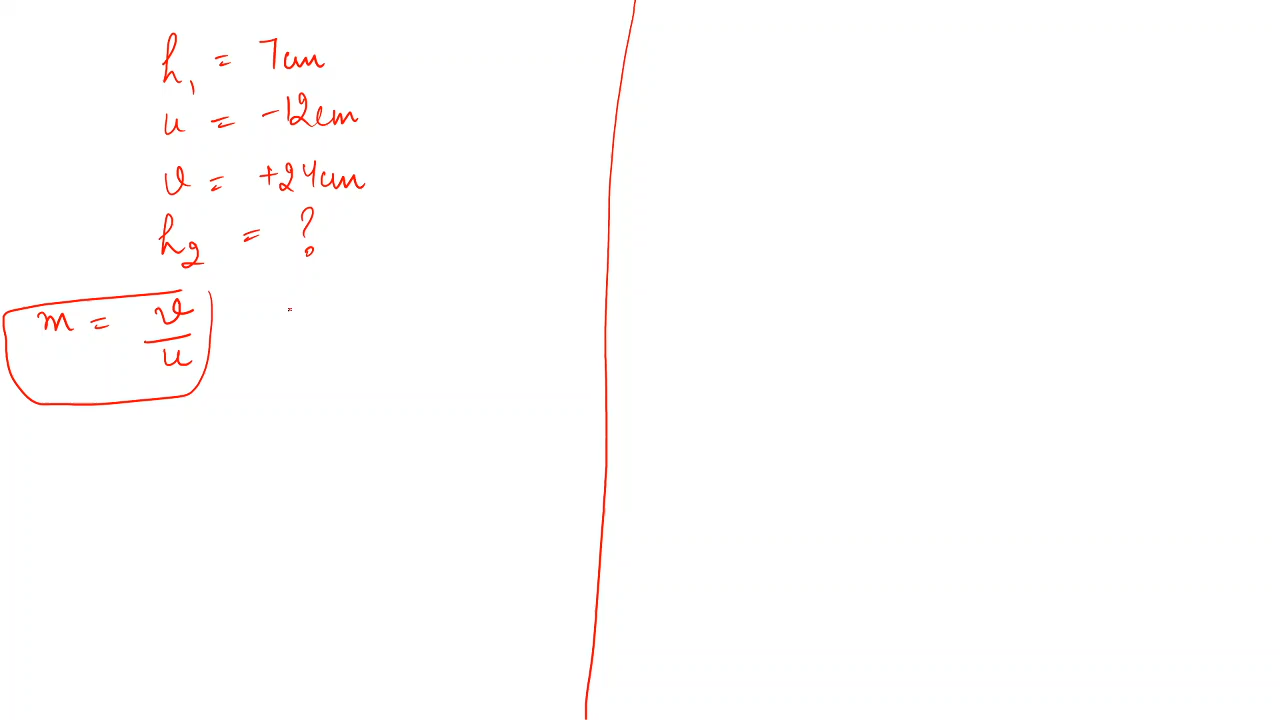 h₁ = 7cm
u = -12cm
v = +24cm
h₂ = ?
m = v/u